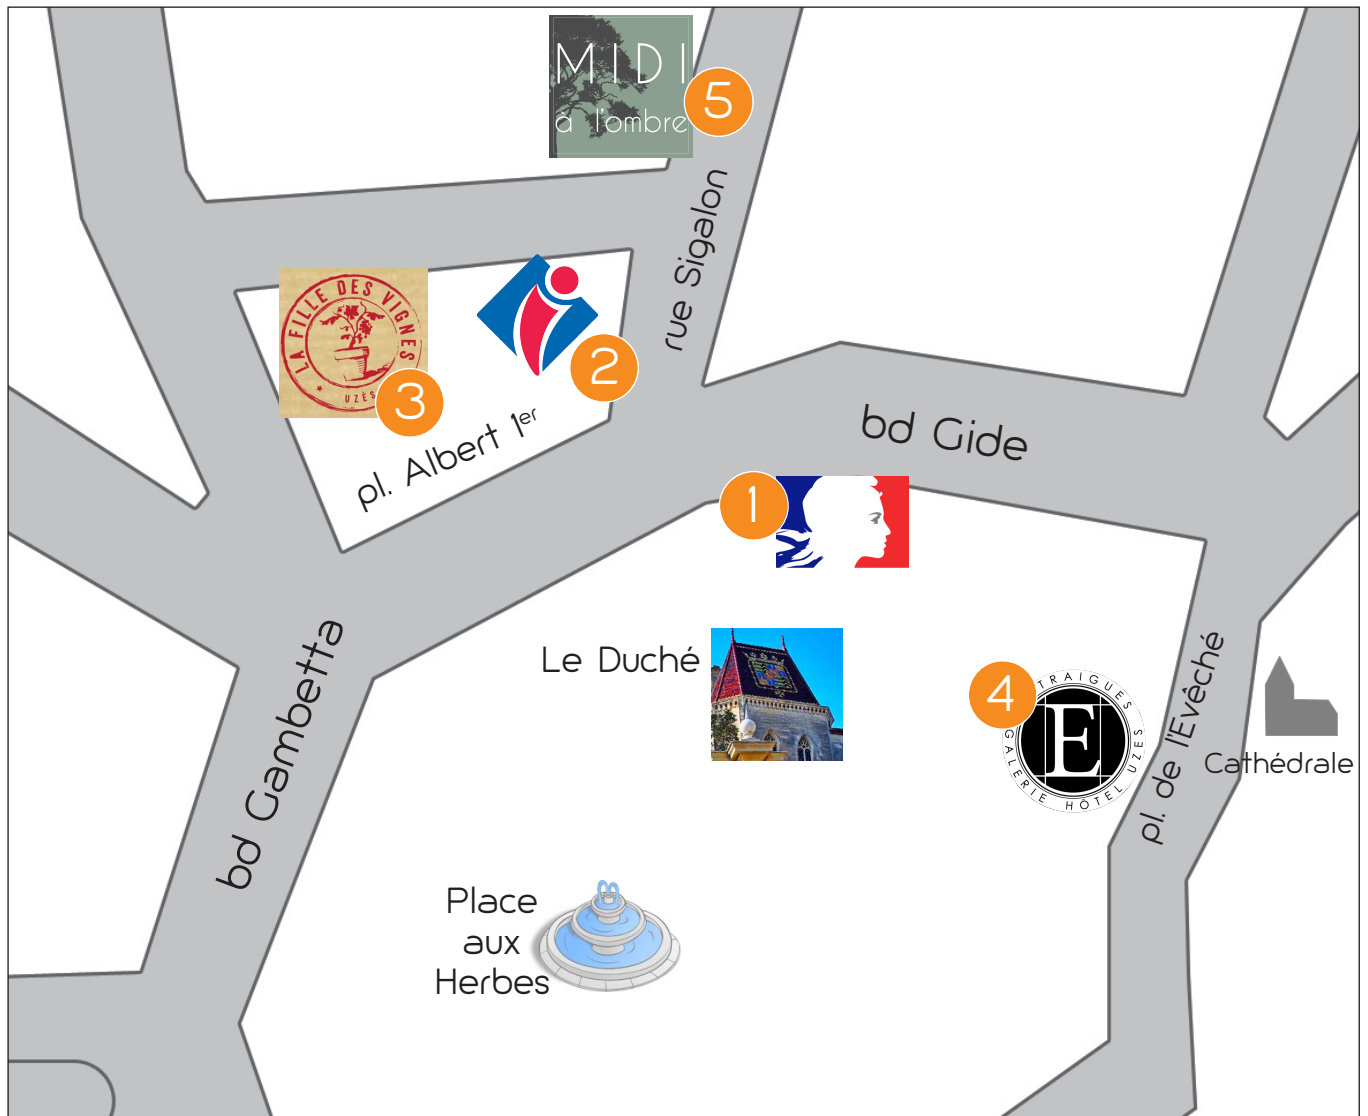 MIDI
à l'ombre
5
rue Sigalon
LA FILLE DES VIGNES
UZÈS
3
2
pl. Albert 1er
bd Gide
1
bd Gambetta
Le Duché
4
TRAIGUES
GALERIE HÔTEL UZÈS
E
pl. de l'Evêché
Cathédrale
Place
aux
Herbes